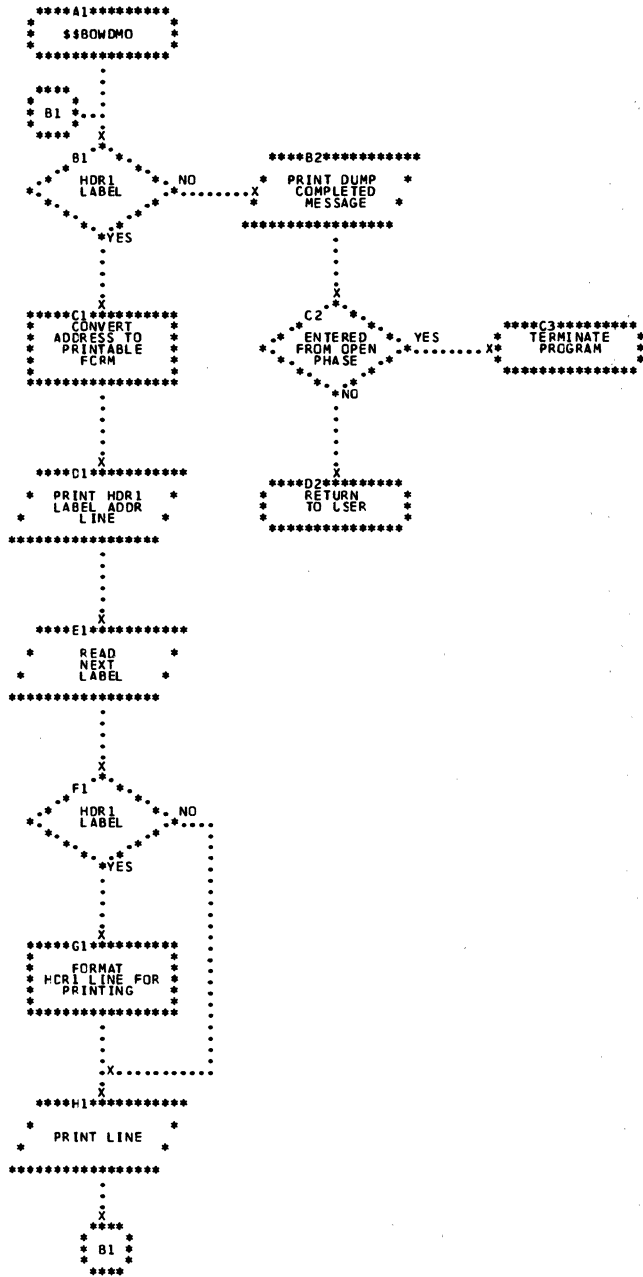 A1
$$BOWDMO
B1
B1
HDR1
LABEL
NO
YES
B2
PRINT DUMP
COMPLETED
MESSAGE
C1
CONVERT
ADDRESS TO
PRINTABLE
FCRM
C2
ENTERED
FROM OPEN
PHASE
YES
NO
C3
TERMINATE
PROGRAM
D1
PRINT HDR1
LABEL ADDR
LINE
D2
RETURN
TO USER
E1
READ
NEXT
LABEL
F1
HDR1
LABEL
NO
YES
G1
FORMAT
HCR1 LINE FOR
PRINTING
H1
PRINT LINE
B1